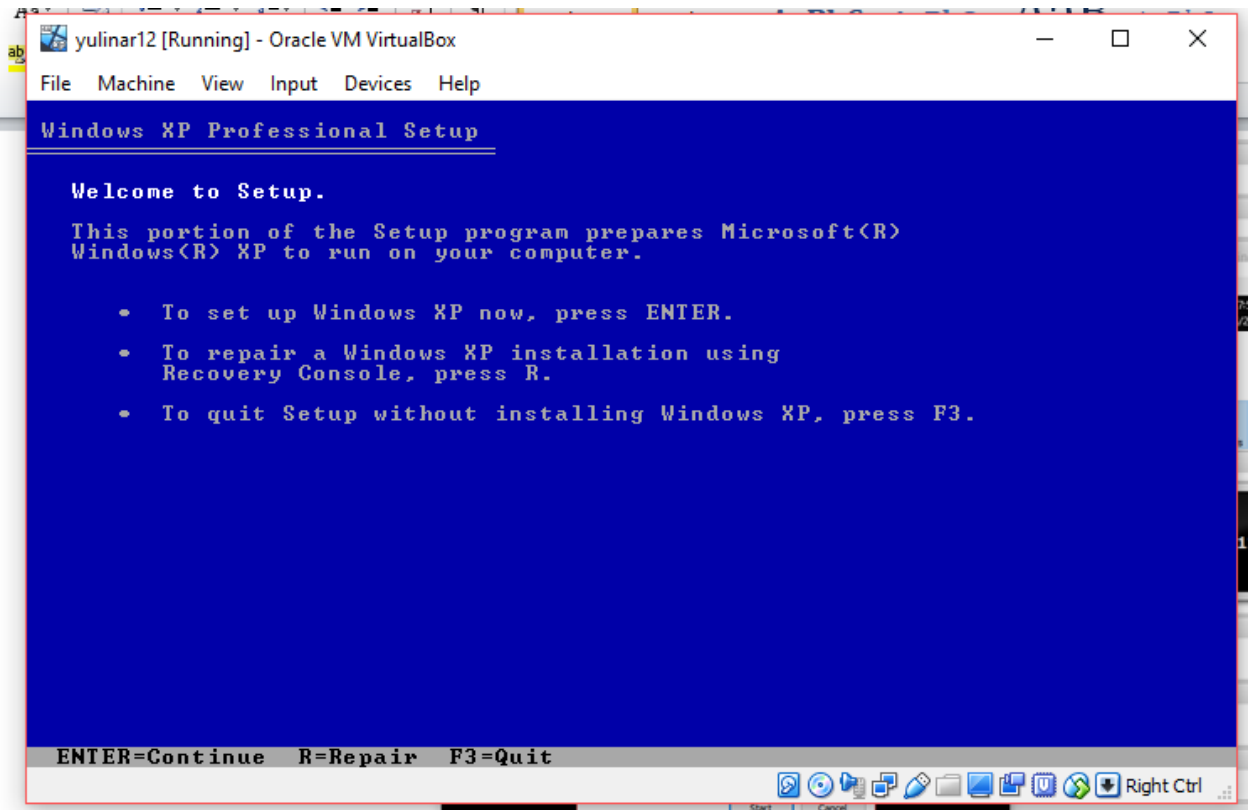 yulinar12 [Running] - Oracle VM VirtualBox
File Machine View Input Devices Help
Windows XP Professional Setup
Welcome to Setup.
This portion of the Setup program prepares Microsoft(R)
Windows(R) XP to run on your computer.
• To set up Windows XP now, press ENTER.
• To repair a Windows XP installation using
Recovery Console, press R.
• To quit Setup without installing Windows XP, press F3.
ENTER=Continue R=Repair F3=Quit
Right Ctrl
Start Cancel